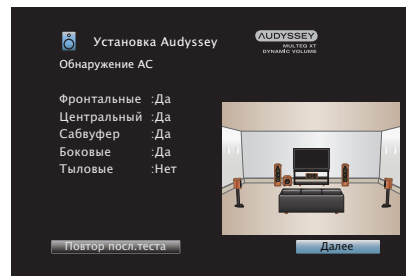 Установка Audyssey
AUDYSSEY
MULTEQ XT
DYNAMIC VOLUME
Обнаружение АС
Фронтальные :Да
Центральный :Да
Сабвуфер :Да
Боковые :Да
Тыловые :Нет
Повтор посл.теста
Далее